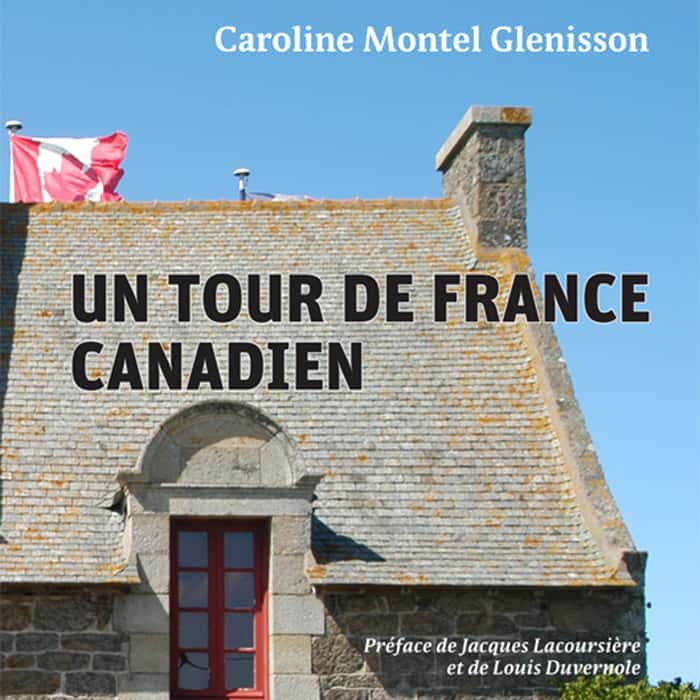 Caroline Montel Glenisson
UN TOUR DE FRANCE
CANADIEN
Préface de Jacques Lacoursière
et de Louis Duvernole